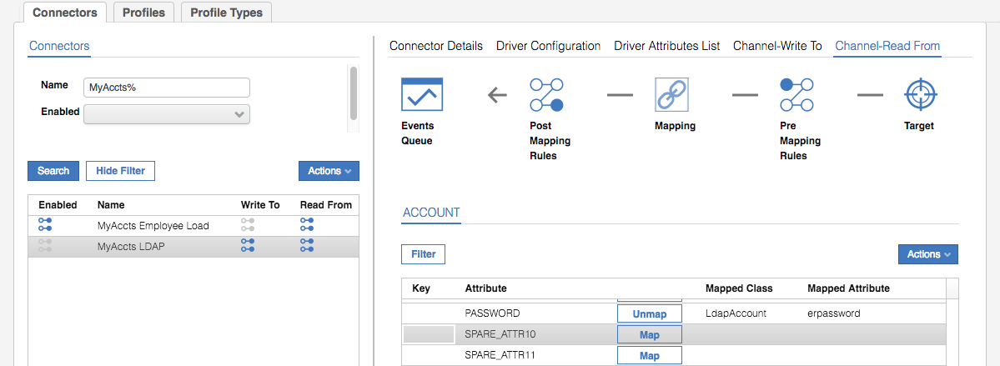 Connectors Profiles Profile Types
Connectors
Name MyAccts%
Enabled
Search Hide Filter Actions
Enabled Name Write To Read From
MyAccts Employee Load
MyAccts LDAP
Connector Details Driver Configuration Driver Attributes List Channel-Write To Channel-Read From
Events
Queue
Post
Mapping
Rules
Mapping
Pre
Mapping
Rules
Target
ACCOUNT
Filter Actions
Key Attribute Mapped Class Mapped Attribute
PASSWORD Unmap LdapAccount erpassword
SPARE_ATTR10 Map
SPARE_ATTR11 Map